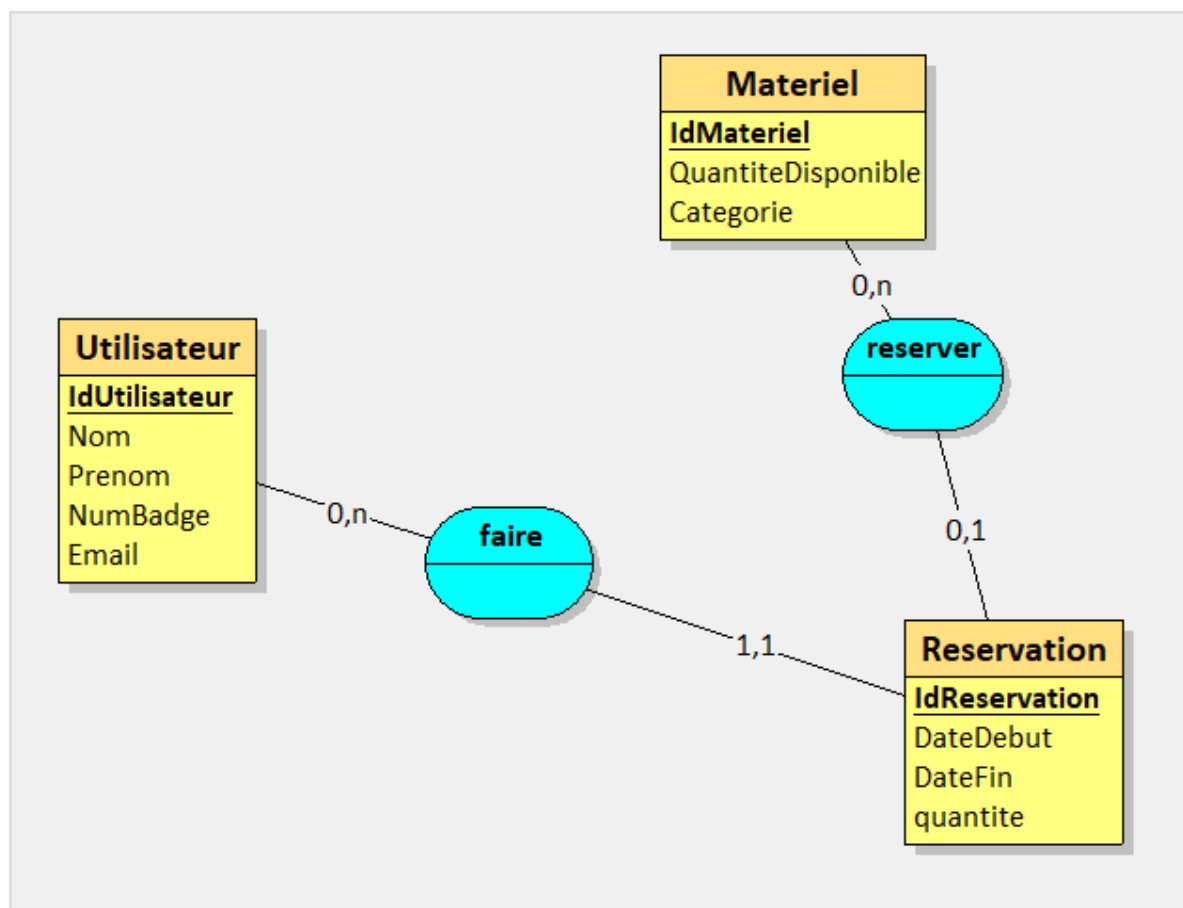 Materiel
IdMateriel
QuantiteDisponible
Categorie
0,n
reserver
0,1
Utilisateur
IdUtilisateur
Nom
Prenom
NumBadge
Email
0,n
faire
1,1
Reservation
IdReservation
DateDebut
DateFin
quantite